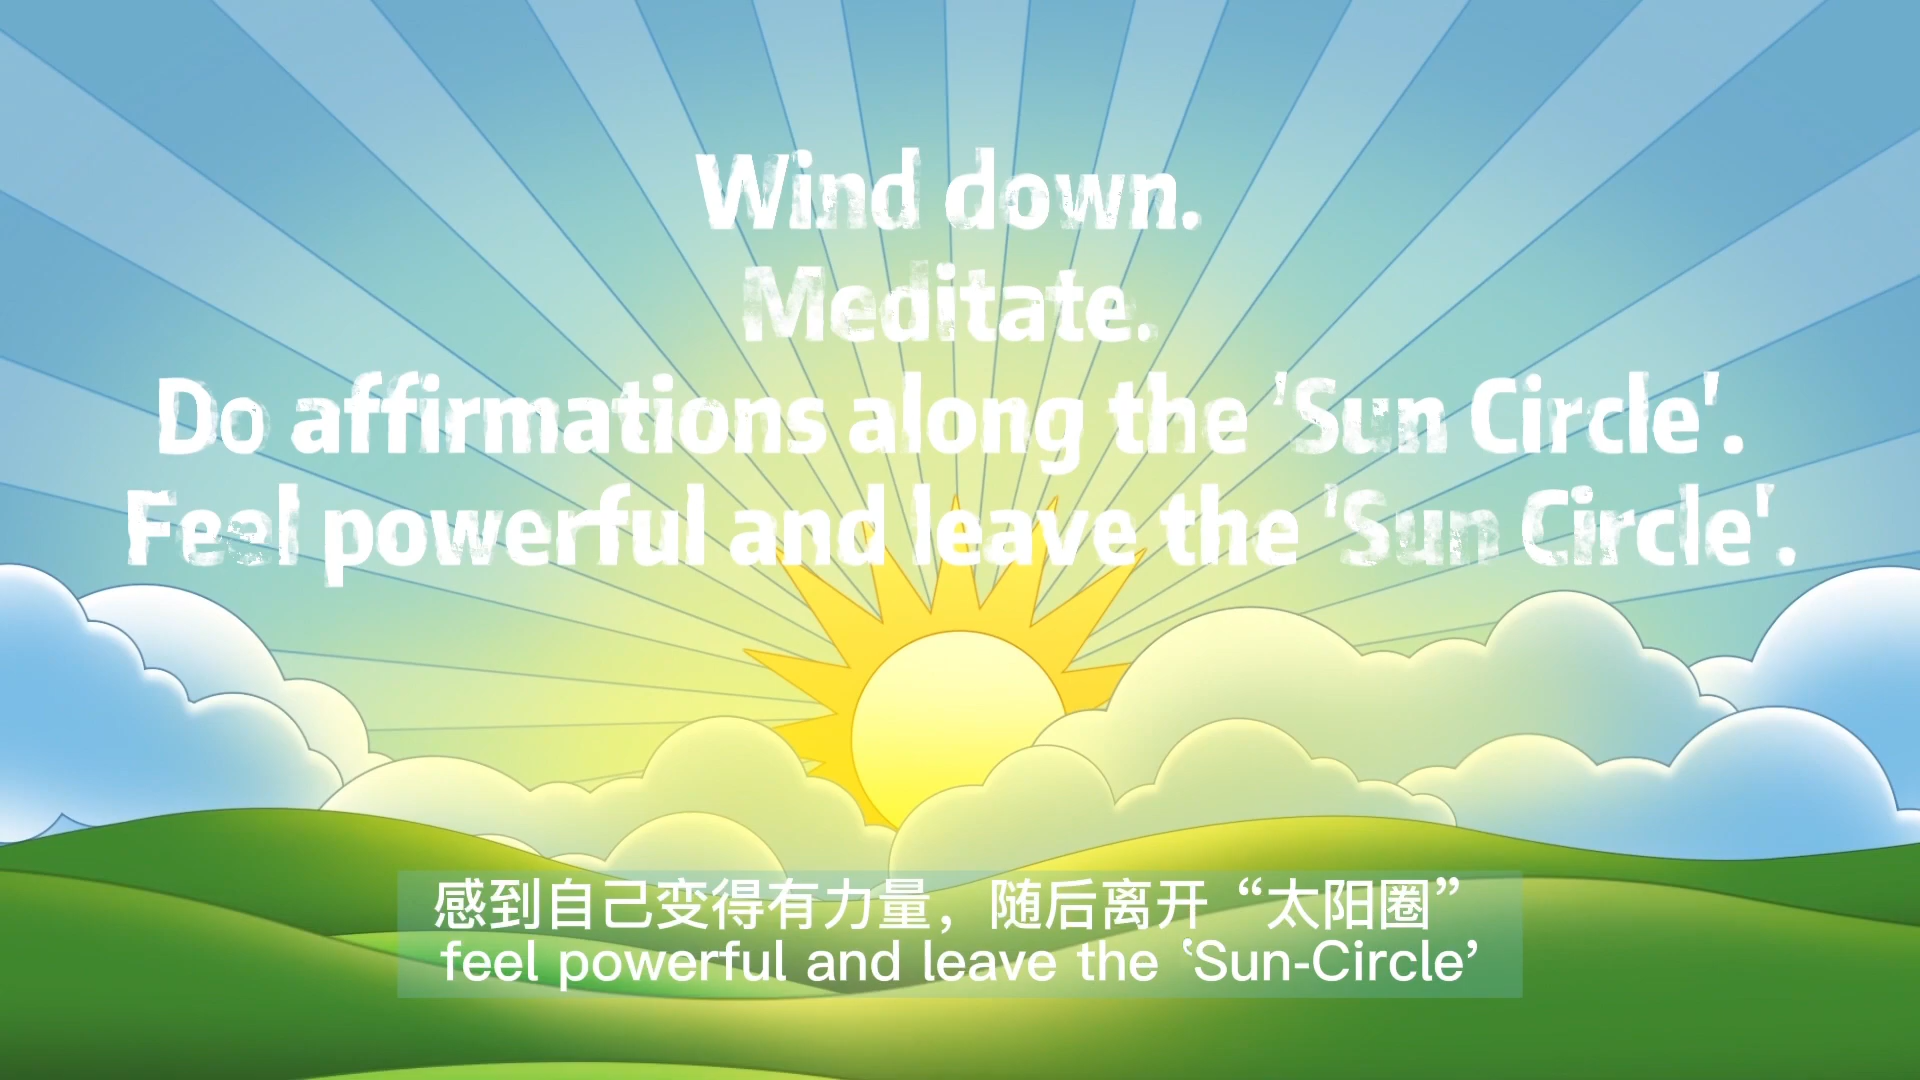 Wind down.
Meditate.
Do affirmations along the 'Sun Circle'.
Feel powerful and leave the 'Sun Circle'.
感到自己变得有力量，随后离开“太阳圈”
feel powerful and leave the ‘Sun-Circle’